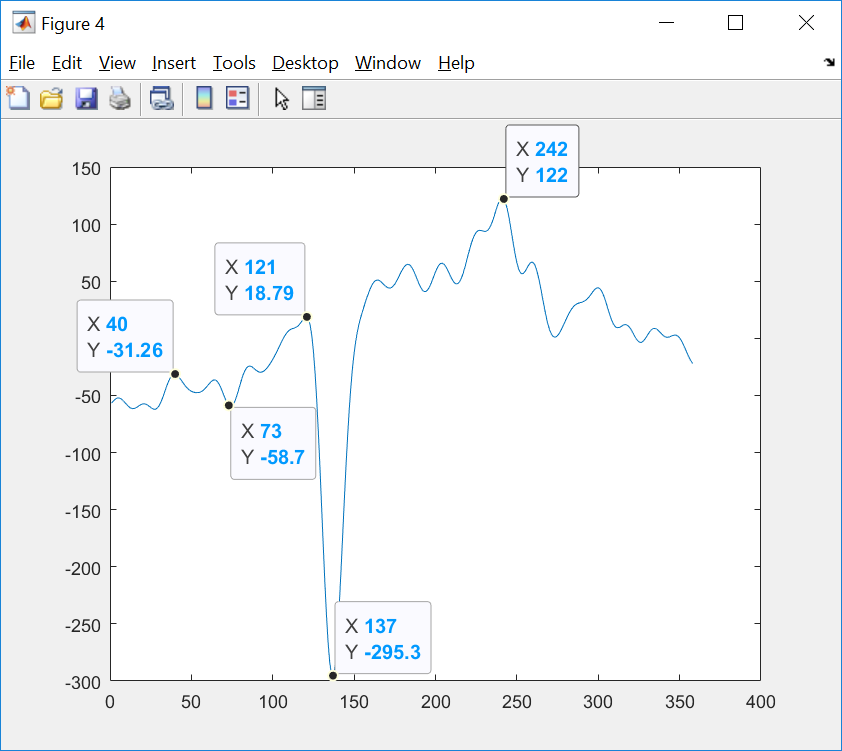 Figure 4
File Edit View Insert Tools Desktop Window Help
X 242
Y 122
X 121
Y 18.79
X 40
Y -31.26
X 73
Y -58.7
X 137
Y -295.3
150
100
50
-50
-100
-150
-200
-250
-300
0 50 100 150 200 250 300 350 400